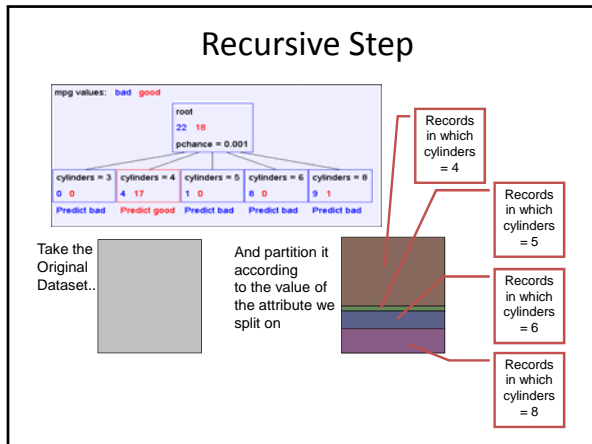 Recursive Step
mpg values: bad good
root
22 18
pchance = 0.001
cylinders = 3 cylinders = 4 cylinders = 5 cylinders = 6 cylinders = 8
0 0 4 17 1 0 8 0 9 1
Predict bad Predict good Predict bad Predict bad Predict bad
Take the
Original
Dataset..
And partition it
according
to the value of
the attribute we
split on
Records
in which
cylinders
= 4
Records
in which
cylinders
= 5
Records
in which
cylinders
= 6
Records
in which
cylinders
= 8